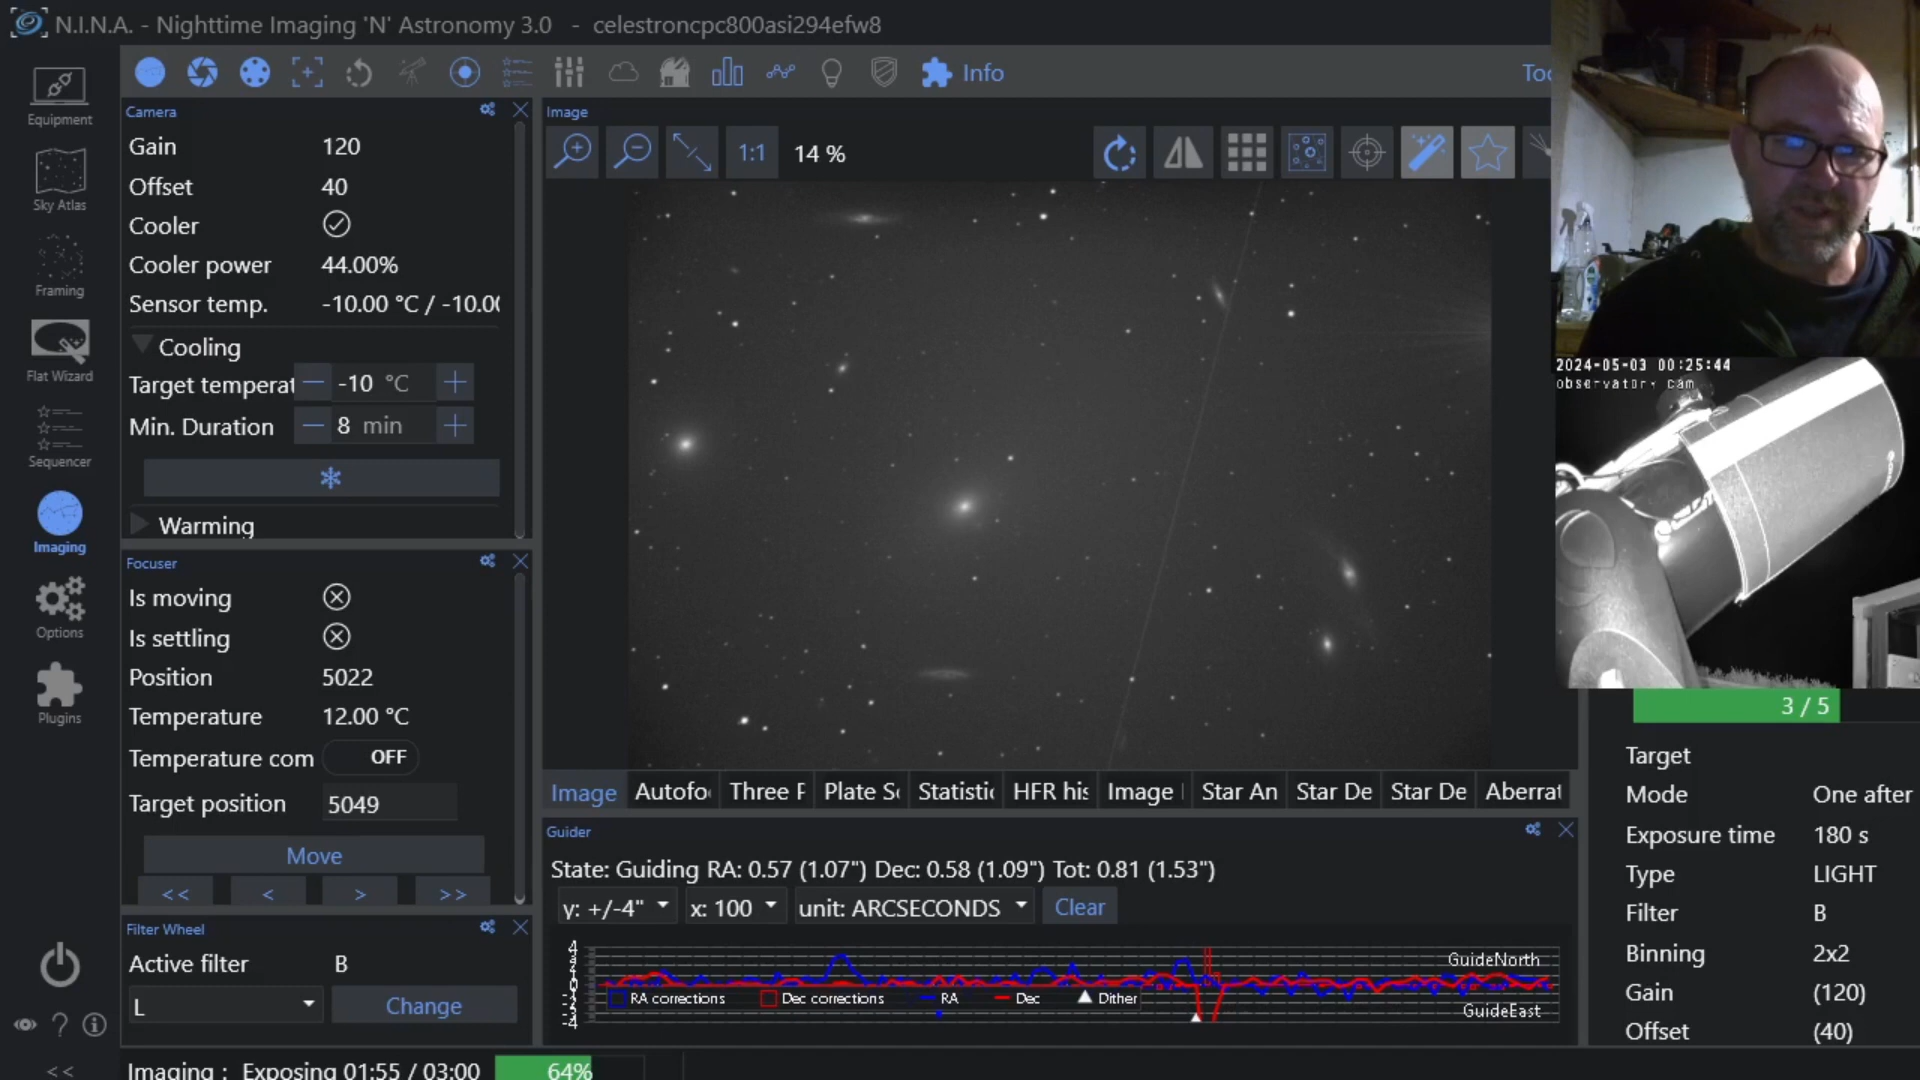 N.I.N.A. - Nighttime Imaging 'N' Astronomy 3.0 - celestroncpc800asi294efw8
Info
Equipment
Sky Atlas
Framing
Flat Wizard
Sequencer
Imaging
Options
Plugins
<<
Camera
Gain 120
Offset 40
Cooler
Cooler power 44.00%
Sensor temp. -10.00 °C / -10.0
Cooling
Target temperat -10 °C
Min. Duration 8 min
Warming
Focuser
Is moving
Is settling
Position 5022
Temperature 12.00 °C
Temperature com OFF
Target position 5049
Move
<< < > >>
Filter Wheel
Active filter B
L Change
Image
1:1 14 %
Image Autofo Three P Plate S Statistic HFR his Image Star An Star De Star De Aberrat
Guider
State: Guiding RA: 0.57 (1.07") Dec: 0.58 (1.09") Tot: 0.81 (1.53")
y: +/-4" x: 100 unit: ARCSECONDS Clear
GuideNorth
RA corrections Dec corrections RA Dec Dither
GuideEast
2024-05-03 00:25:44
observatory cam
3 / 5
Target
Mode One after
Exposure time 180 s
Type LIGHT
Filter B
Binning 2x2
Gain (120)
Offset (40)
Imaging : Exposing 01:55 / 03:00 64%